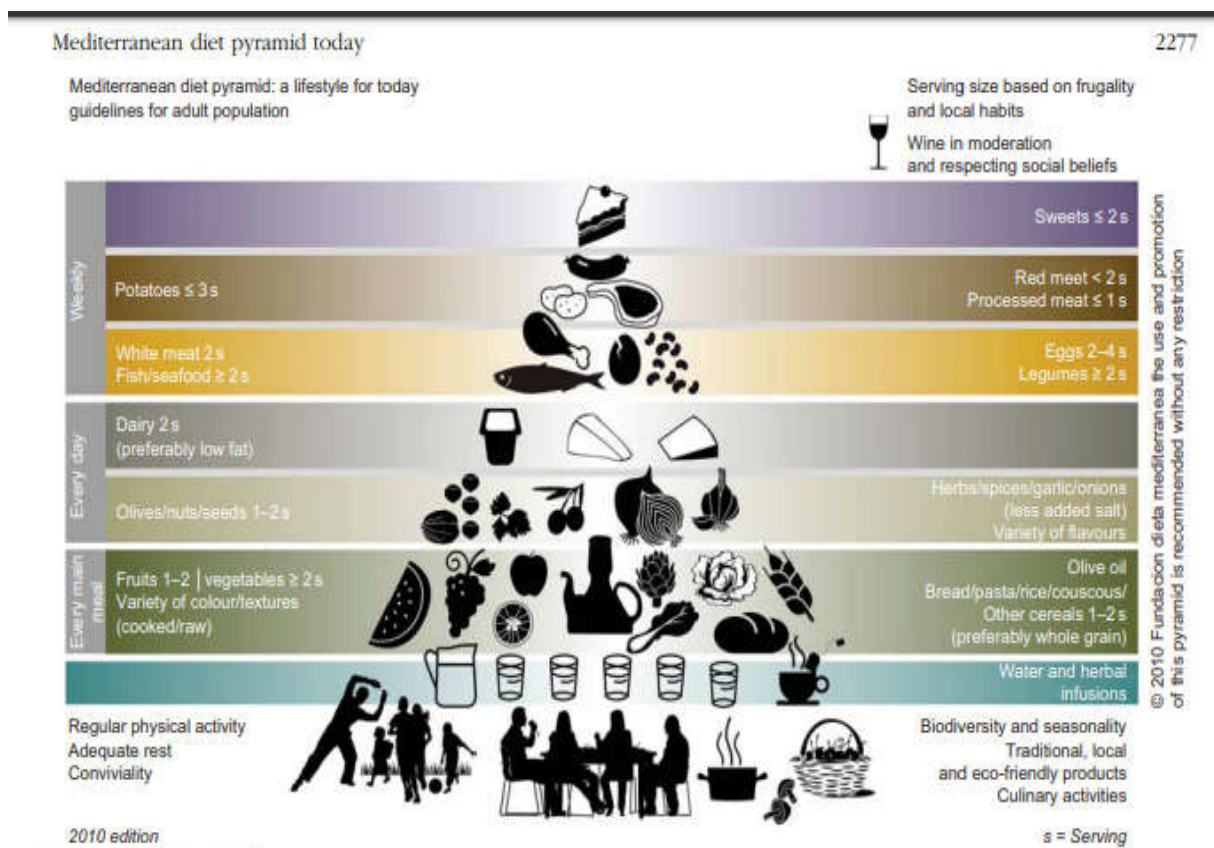 Mediterranean diet pyramid today
2277
Mediterranean diet pyramid: a lifestyle for today
guidelines for adult population
Serving size based on frugality
and local habits
Wine in moderation
and respecting social beliefs
Weekly
Sweets ≤ 2 s
Potatoes ≤ 3 s
Red meet < 2 s
Processed meat ≤ 1 s
White meat 2 s
Fish/seafood ≥ 2 s
Eggs 2–4 s
Legumes ≥ 2 s
Every day
Dairy 2 s
(preferably low fat)
Olives/nuts/seeds 1–2 s
Herbs/spices/garlic/onions
(less added salt)
Variety of flavours
Every main
meal
Fruits 1–2 | vegetables ≥ 2 s
Variety of colour/textures
(cooked/raw)
Olive oil
Bread/pasta/rice/couscous/
Other cereals 1–2 s
(preferably whole grain)
Water and herbal
infusions
Regular physical activity
Adequate rest
Conviviality
Biodiversity and seasonality
Traditional, local
and eco-friendly products
Culinary activities
2010 edition
s = Serving
© 2010 Fundacion dieta mediterranea the use and promotion
of this pyramid is recommended without any restriction